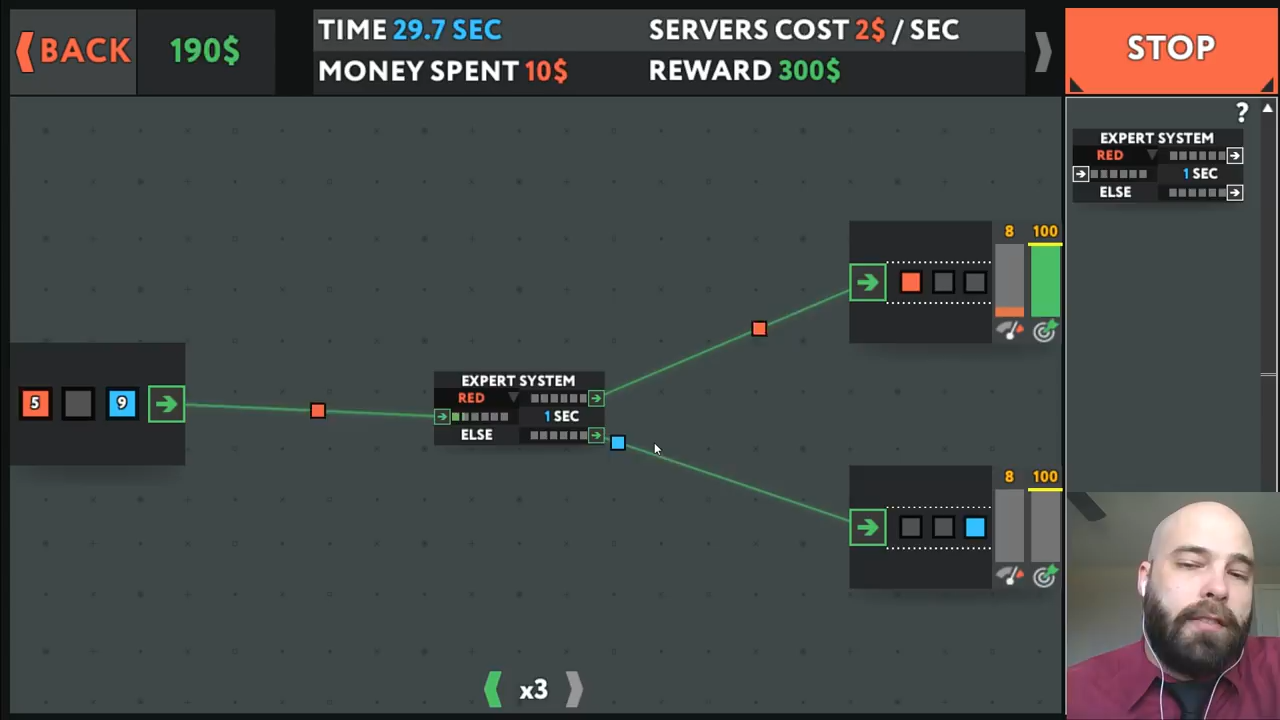 BACK
190$
TIME 29.7 SEC
SERVERS COST 2$ / SEC
MONEY SPENT 10$
REWARD 300$
STOP
?
EXPERT SYSTEM
RED
1 SEC
ELSE
8 100
5 9
EXPERT SYSTEM
RED
1 SEC
ELSE
8 100
x3